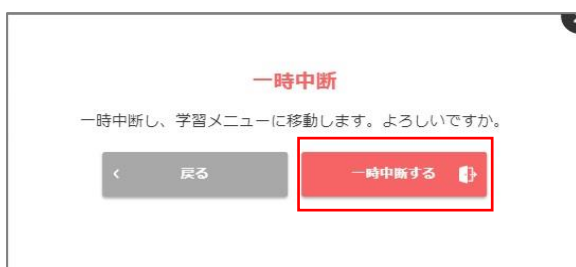 一時中断
一時中断し、学習メニューに移動します。よろしいですか。
戻る
一時中断する